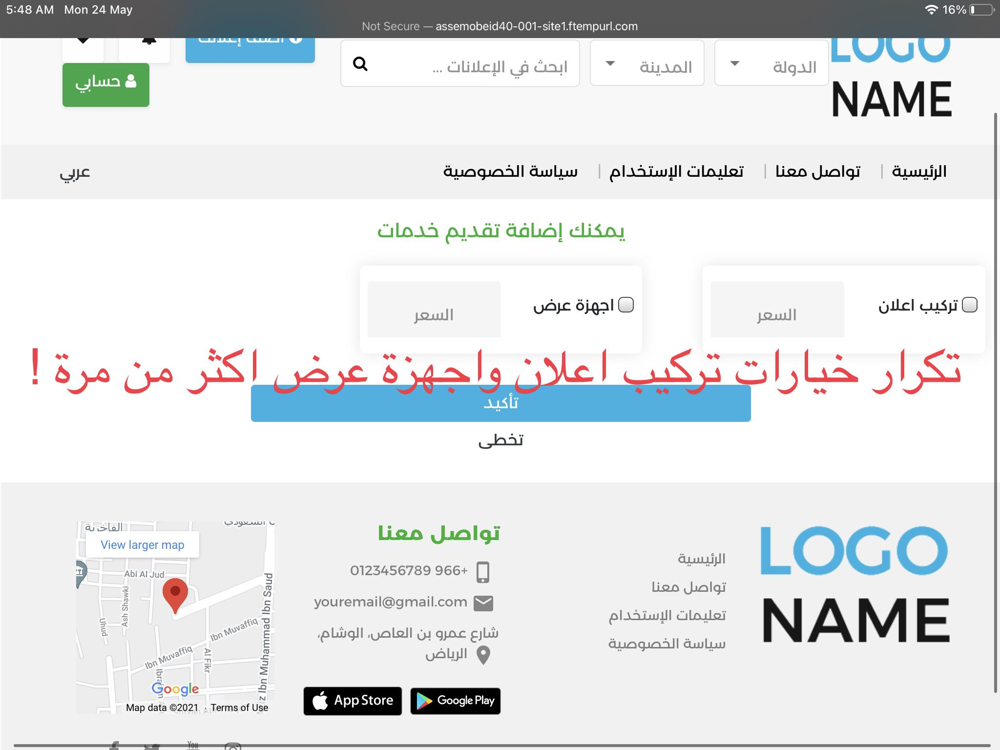 5:48 AM Mon 24 May
16%
Not Secure — assemobeid40-001-site1.ftempurl.com
LOGO
NAME
الدولة
المدينة
ابحث في الإعلانات ...
أضف إعلانك
حسابي
الرئيسية | تواصل معنا | تعليمات الإستخدام | سياسة الخصوصية
عربي
يمكنك إضافة تقديم خدمات
تركيب اعلان
السعر
اجهزة عرض
السعر
تكرار خيارات تركيب اعلان واجهزة عرض اكثر من مرة !
تأكيد
تخطى
LOGO
NAME
الرئيسية
تواصل معنا
تعليمات الإستخدام
سياسة الخصوصية
تواصل معنا
0123456789 966+
youremail@gmail.com
شارع عمرو بن العاص، الوشام،
الرياض
Google Play
App Store
الفاخرية
View larger map
Abi Al Jud
Ash Shawki
Uhud
Ibn Muvaffiq
Ibn Muvaffiq
Al Fikr
Iz Ibn Muhammad Ibn Saud
Google
Map data ©2021
Terms of Use
You